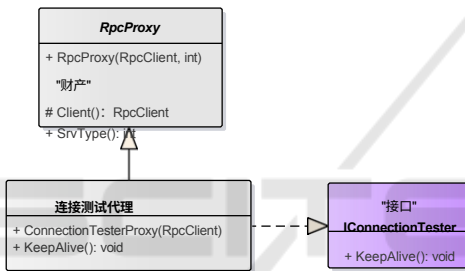 RpcProxy
+ RpcProxy(RpcClient, int)
"财产"
# Client()： RpcClient
+ SrvType(): int
连接测试代理
+ ConnectionTesterProxy(RpcClient)
+ KeepAlive(): void
"接口"
IConnectionTester
+ KeepAlive(): void